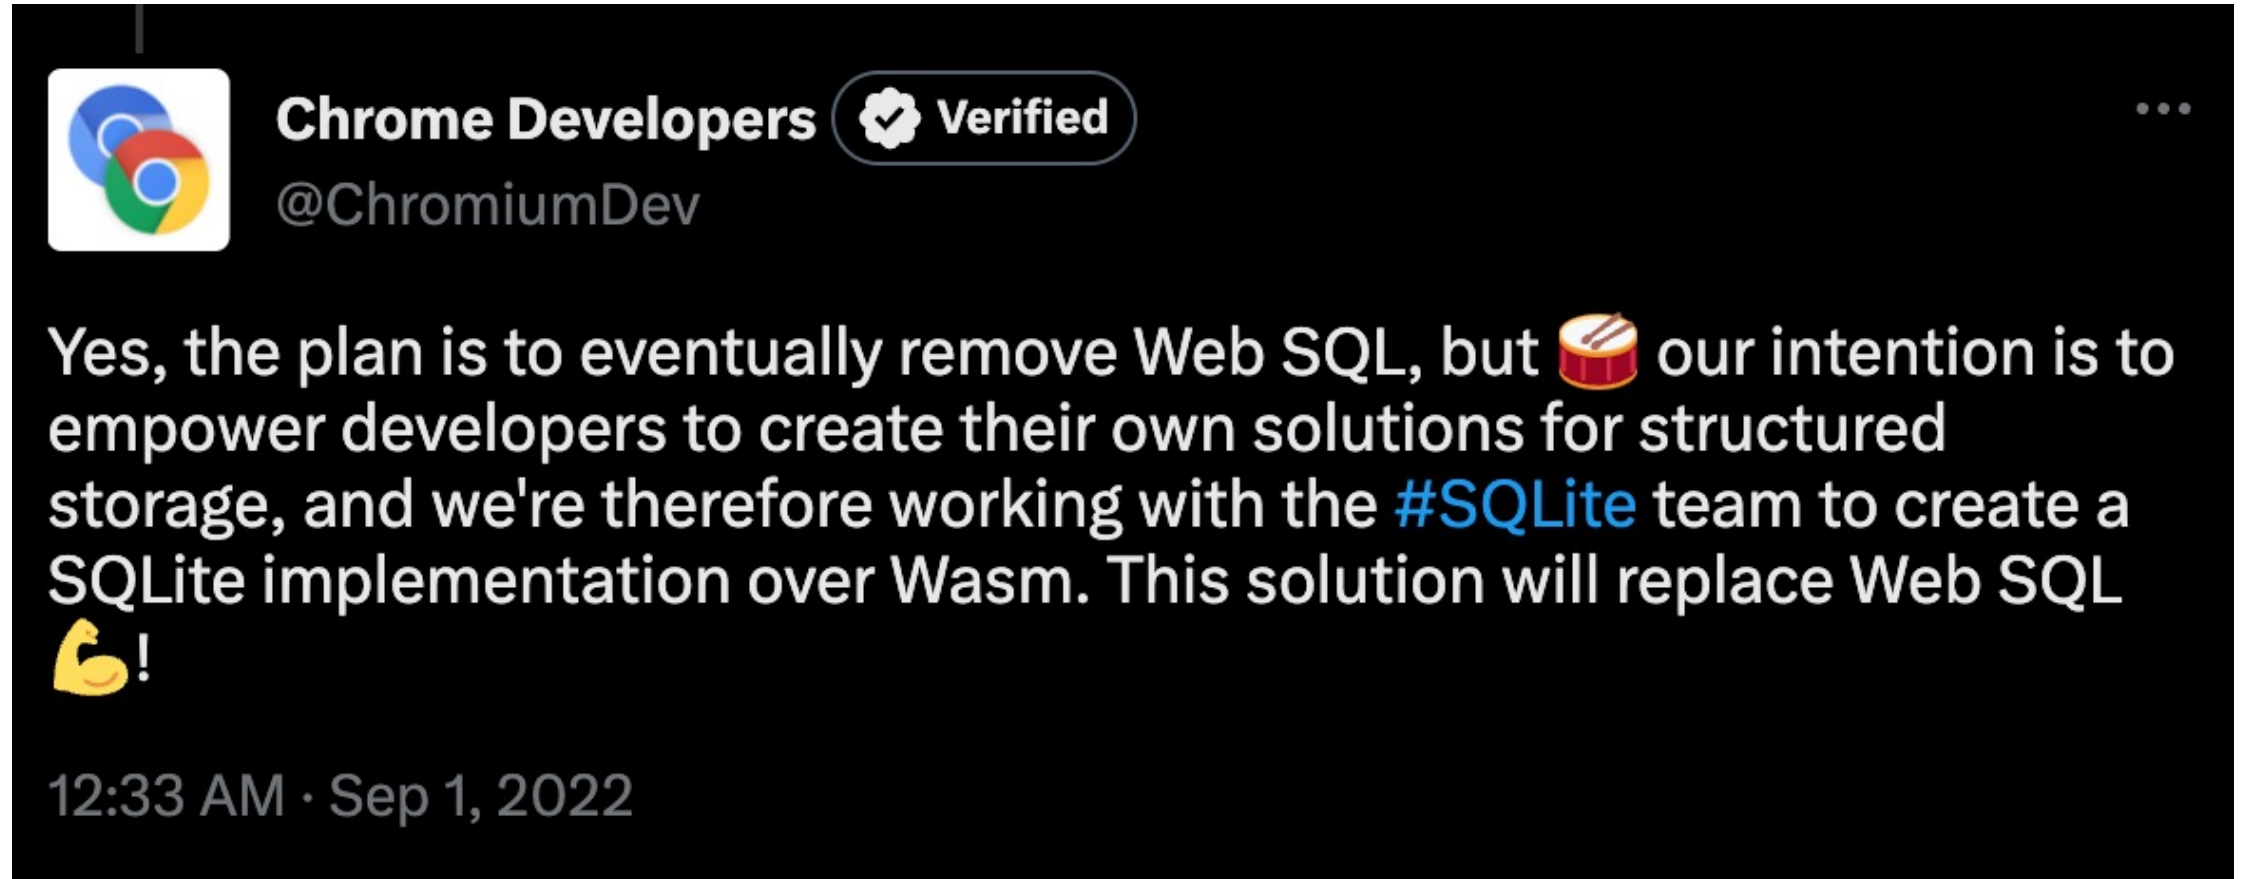 Chrome Developers Verified
@ChromiumDev
Yes, the plan is to eventually remove Web SQL, but 🥁 our intention is to
empower developers to create their own solutions for structured
storage, and we're therefore working with the #SQLite team to create a
SQLite implementation over Wasm. This solution will replace Web SQL
💪!
12:33 AM · Sep 1, 2022